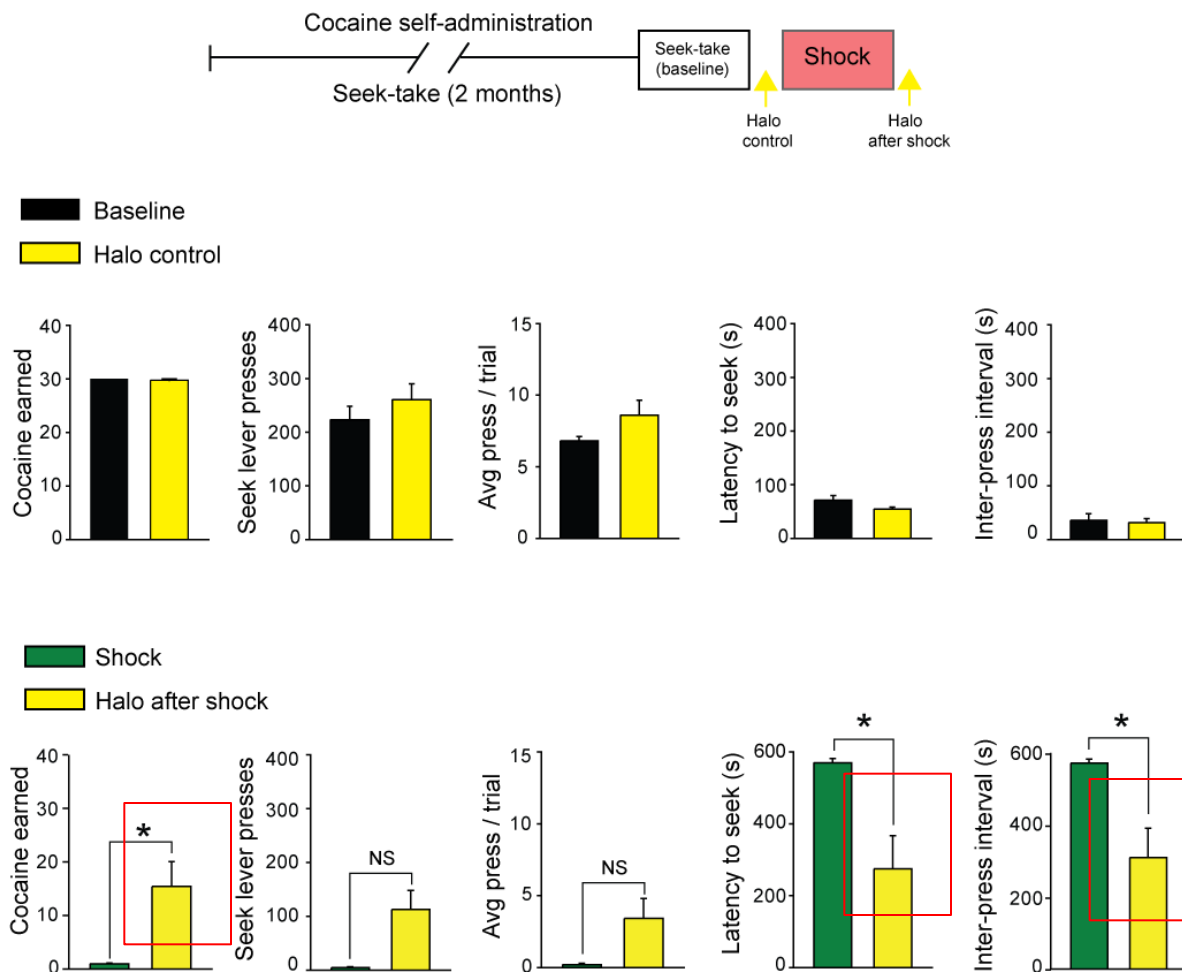 Cocaine self-administration
Seek-take (2 months)
Seek-take
(baseline)
Shock
Halo
control
Halo
after shock
Baseline
Halo control
Cocaine earned
40
30
20
10
0
Seek lever presses
400
300
200
100
0
Avg press / trial
15
10
5
0
Latency to seek (s)
400
300
200
100
0
Inter-press interval (s)
400
300
200
100
0
Shock
Halo after shock
Cocaine earned
40
30
20
10
0
*
Seek lever presses
400
300
200
100
0
NS
Avg press / trial
15
10
5
0
NS
Latency to seek (s)
600
400
200
0
*
Inter-press interval (s)
600
400
200
0
*